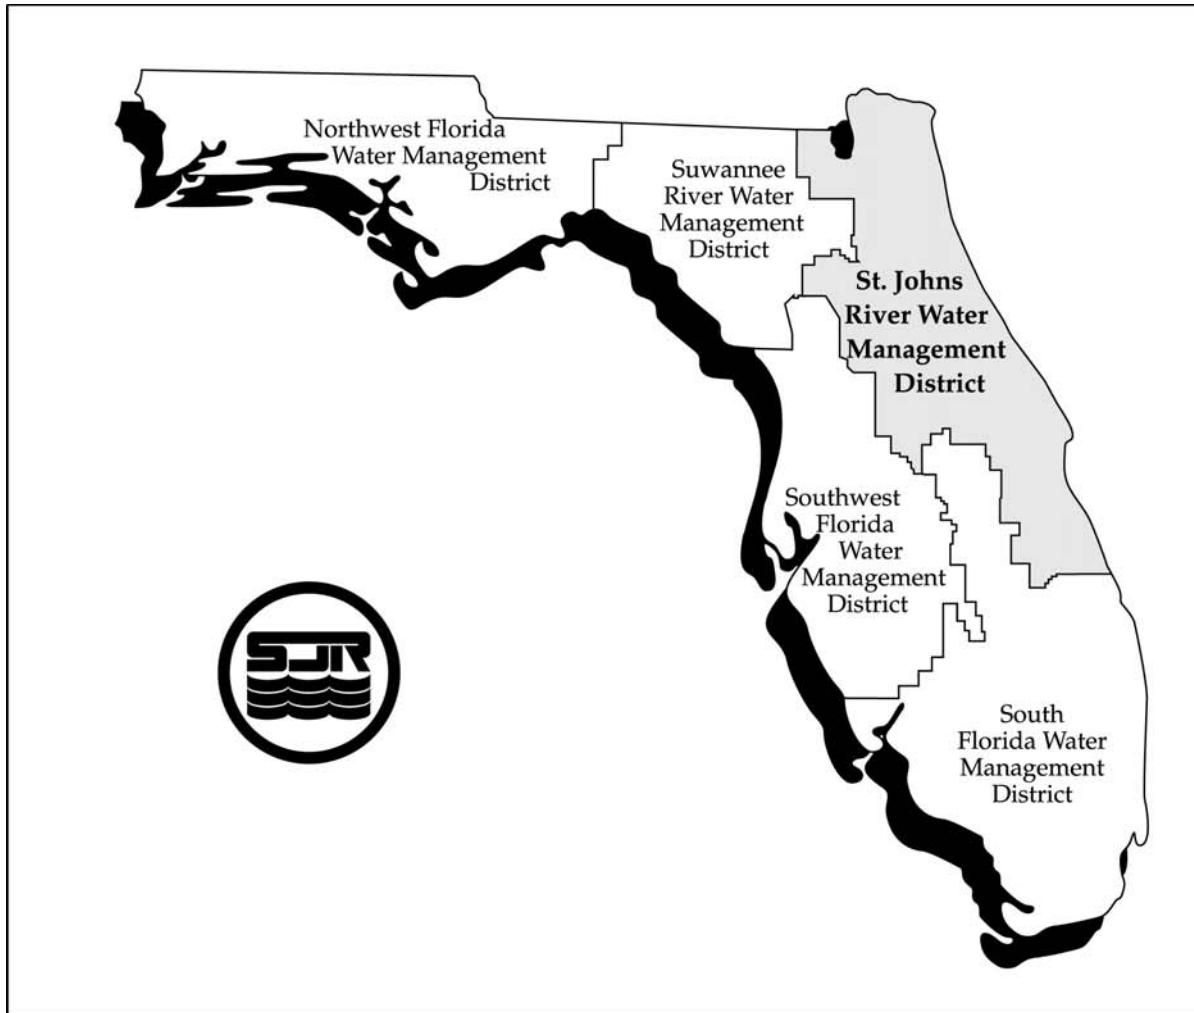 Northwest Florida
Water Management
District
Suwannee
River Water
Management
District
St. Johns
River Water
Management
District
Southwest
Florida
Water
Management
District
SJR
South
Florida Water
Management
District